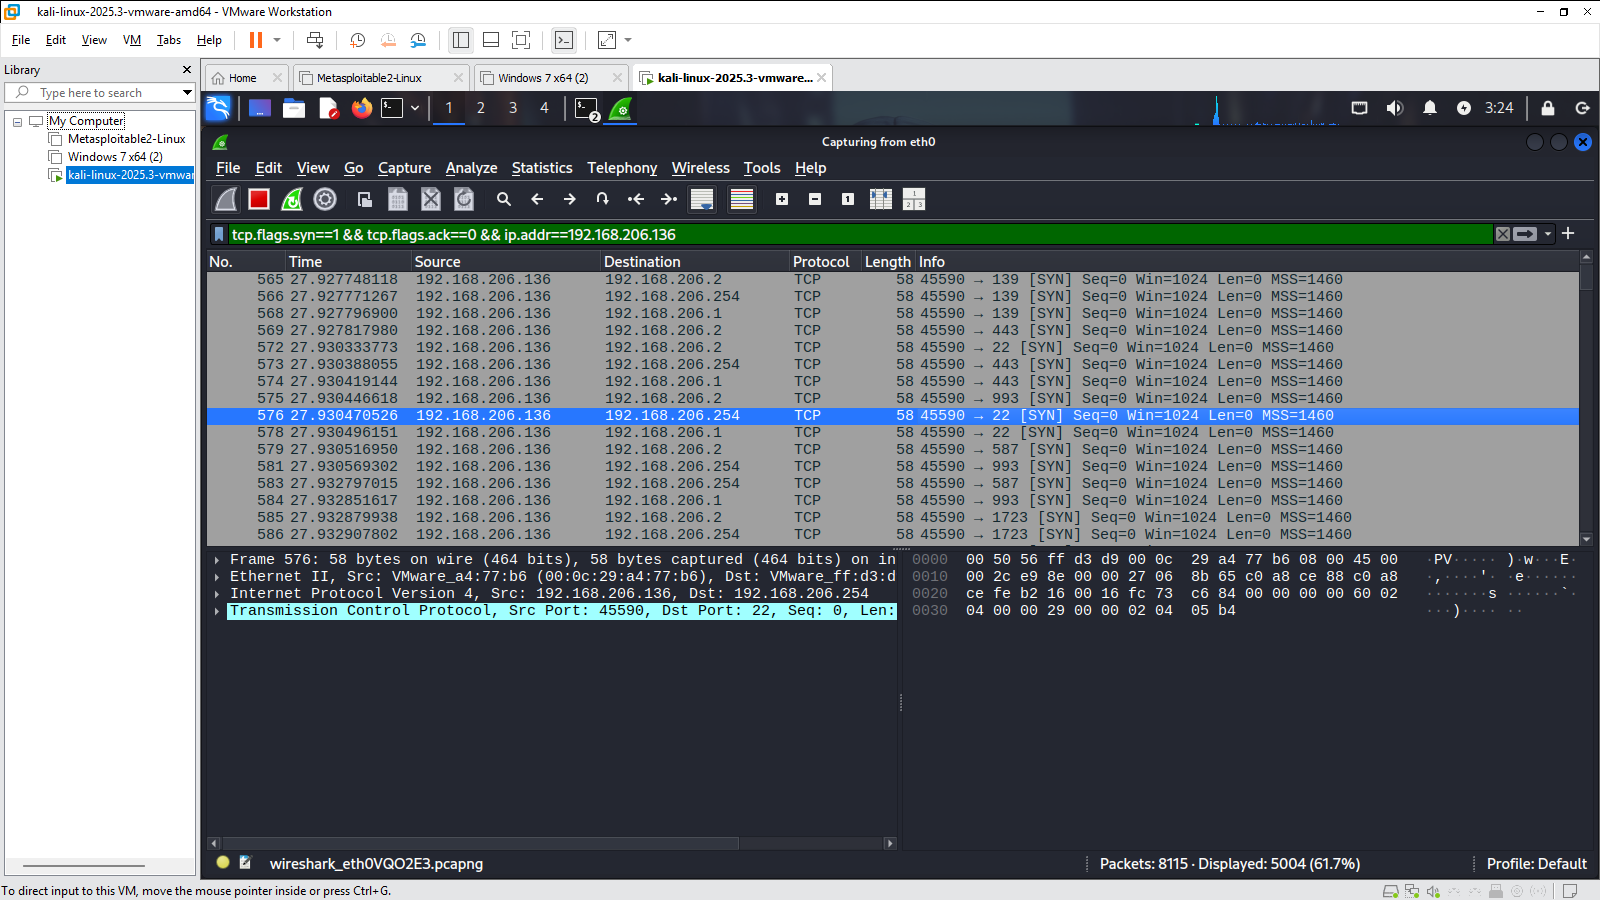 kali-linux-2025.3-vmware-amd64 - VMware Workstation
File Edit View VM Tabs Help
Library
Type here to search
My Computer
Metasploitable2-Linux
Windows 7 x64 (2)
kali-linux-2025.3-vmwar
Home Metasploitable2-Linux Windows 7 x64 (2) kali-linux-2025.3-vmware...
1 2 3 4 2 3:24
Capturing from eth0
File Edit View Go Capture Analyze Statistics Telephony Wireless Tools Help
tcp.flags.syn==1 && tcp.flags.ack==0 && ip.addr==192.168.206.136
No. Time Source Destination Protocol Length Info
565 27.927748118 192.168.206.136 192.168.206.2 TCP 58 45590 → 139 [SYN] Seq=0 Win=1024 Len=0 MSS=1460
566 27.927771267 192.168.206.136 192.168.206.254 TCP 58 45590 → 139 [SYN] Seq=0 Win=1024 Len=0 MSS=1460
568 27.927796900 192.168.206.136 192.168.206.1 TCP 58 45590 → 139 [SYN] Seq=0 Win=1024 Len=0 MSS=1460
569 27.927817980 192.168.206.136 192.168.206.2 TCP 58 45590 → 443 [SYN] Seq=0 Win=1024 Len=0 MSS=1460
572 27.930333773 192.168.206.136 192.168.206.2 TCP 58 45590 → 22 [SYN] Seq=0 Win=1024 Len=0 MSS=1460
573 27.930388055 192.168.206.136 192.168.206.254 TCP 58 45590 → 443 [SYN] Seq=0 Win=1024 Len=0 MSS=1460
574 27.930419144 192.168.206.136 192.168.206.1 TCP 58 45590 → 443 [SYN] Seq=0 Win=1024 Len=0 MSS=1460
575 27.930446618 192.168.206.136 192.168.206.2 TCP 58 45590 → 993 [SYN] Seq=0 Win=1024 Len=0 MSS=1460
576 27.930470526 192.168.206.136 192.168.206.254 TCP 58 45590 → 22 [SYN] Seq=0 Win=1024 Len=0 MSS=1460
578 27.930496151 192.168.206.136 192.168.206.1 TCP 58 45590 → 22 [SYN] Seq=0 Win=1024 Len=0 MSS=1460
579 27.930516950 192.168.206.136 192.168.206.2 TCP 58 45590 → 587 [SYN] Seq=0 Win=1024 Len=0 MSS=1460
581 27.930569302 192.168.206.136 192.168.206.254 TCP 58 45590 → 993 [SYN] Seq=0 Win=1024 Len=0 MSS=1460
583 27.932797015 192.168.206.136 192.168.206.254 TCP 58 45590 → 587 [SYN] Seq=0 Win=1024 Len=0 MSS=1460
584 27.932851617 192.168.206.136 192.168.206.1 TCP 58 45590 → 993 [SYN] Seq=0 Win=1024 Len=0 MSS=1460
585 27.932879938 192.168.206.136 192.168.206.2 TCP 58 45590 → 1723 [SYN] Seq=0 Win=1024 Len=0 MSS=1460
586 27.932907802 192.168.206.136 192.168.206.254 TCP 58 45590 → 1723 [SYN] Seq=0 Win=1024 Len=0 MSS=1460
Frame 576: 58 bytes on wire (464 bits), 58 bytes captured (464 bits) on in
Ethernet II, Src: VMware_a4:77:b6 (00:0c:29:a4:77:b6), Dst: VMware_ff:d3:d
Internet Protocol Version 4, Src: 192.168.206.136, Dst: 192.168.206.254
Transmission Control Protocol, Src Port: 45590, Dst Port: 22, Seq: 0, Len:
0000 00 50 56 ff d3 d9 00 0c 29 a4 77 b6 08 00 45 00 ·PV····· )·w···E·
0010 00 2c e9 8e 00 00 27 06 8b 65 c0 a8 ce 88 c0 a8 ·,····'· ·e······
0020 ce fe b2 16 00 16 fc 73 c6 84 00 00 00 00 60 02 ·······s ······`·
0030 04 00 00 29 00 00 02 04 05 b4 ···)···· ··
wireshark_eth0VQO2E3.pcapng
Packets: 8115 · Displayed: 5004 (61.7%)
Profile: Default
To direct input to this VM, move the mouse pointer inside or press Ctrl+G.